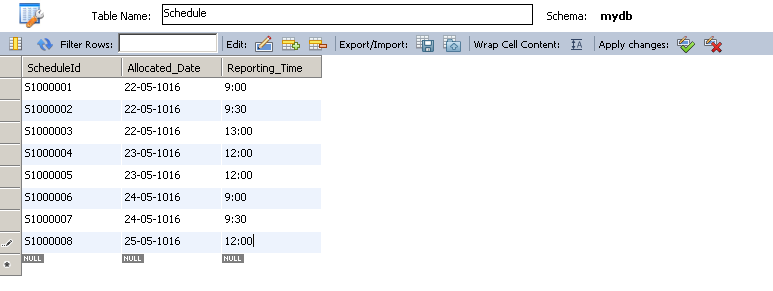 Table Name: Schedule Schema: mydb
Filter Rows: Edit: Export/Import: Wrap Cell Content: IA Apply changes:
ScheduleId Allocated_Date Reporting_Time
S1000001 22-05-1016 9:00
S1000002 22-05-1016 9:30
S1000003 22-05-1016 13:00
S1000004 23-05-1016 12:00
S1000005 23-05-1016 12:00
S1000006 24-05-1016 9:00
S1000007 24-05-1016 9:30
S1000008 25-05-1016 12:00
NULL NULL NULL